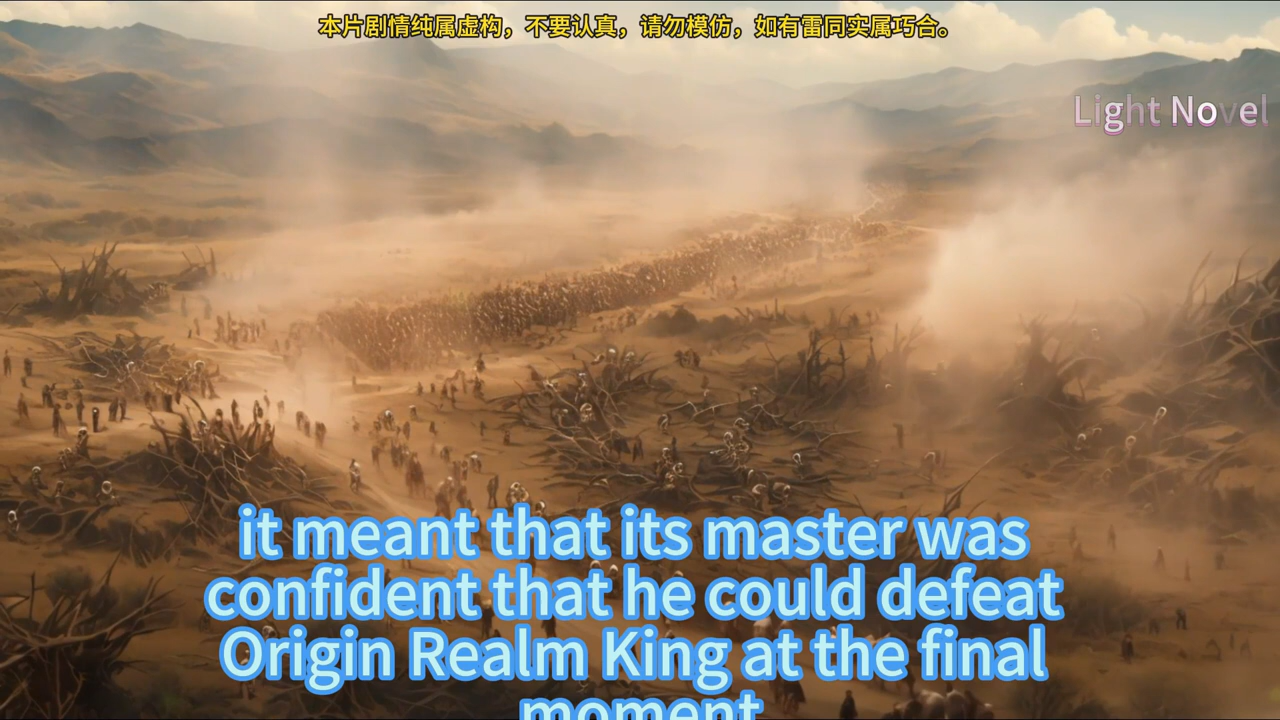 本片剧情纯属虚构，不要认真，请勿模仿，如有雷同实属巧合。
Light Novel
it meant that its master was
confident that he could defeat
Origin Realm King at the final
moment